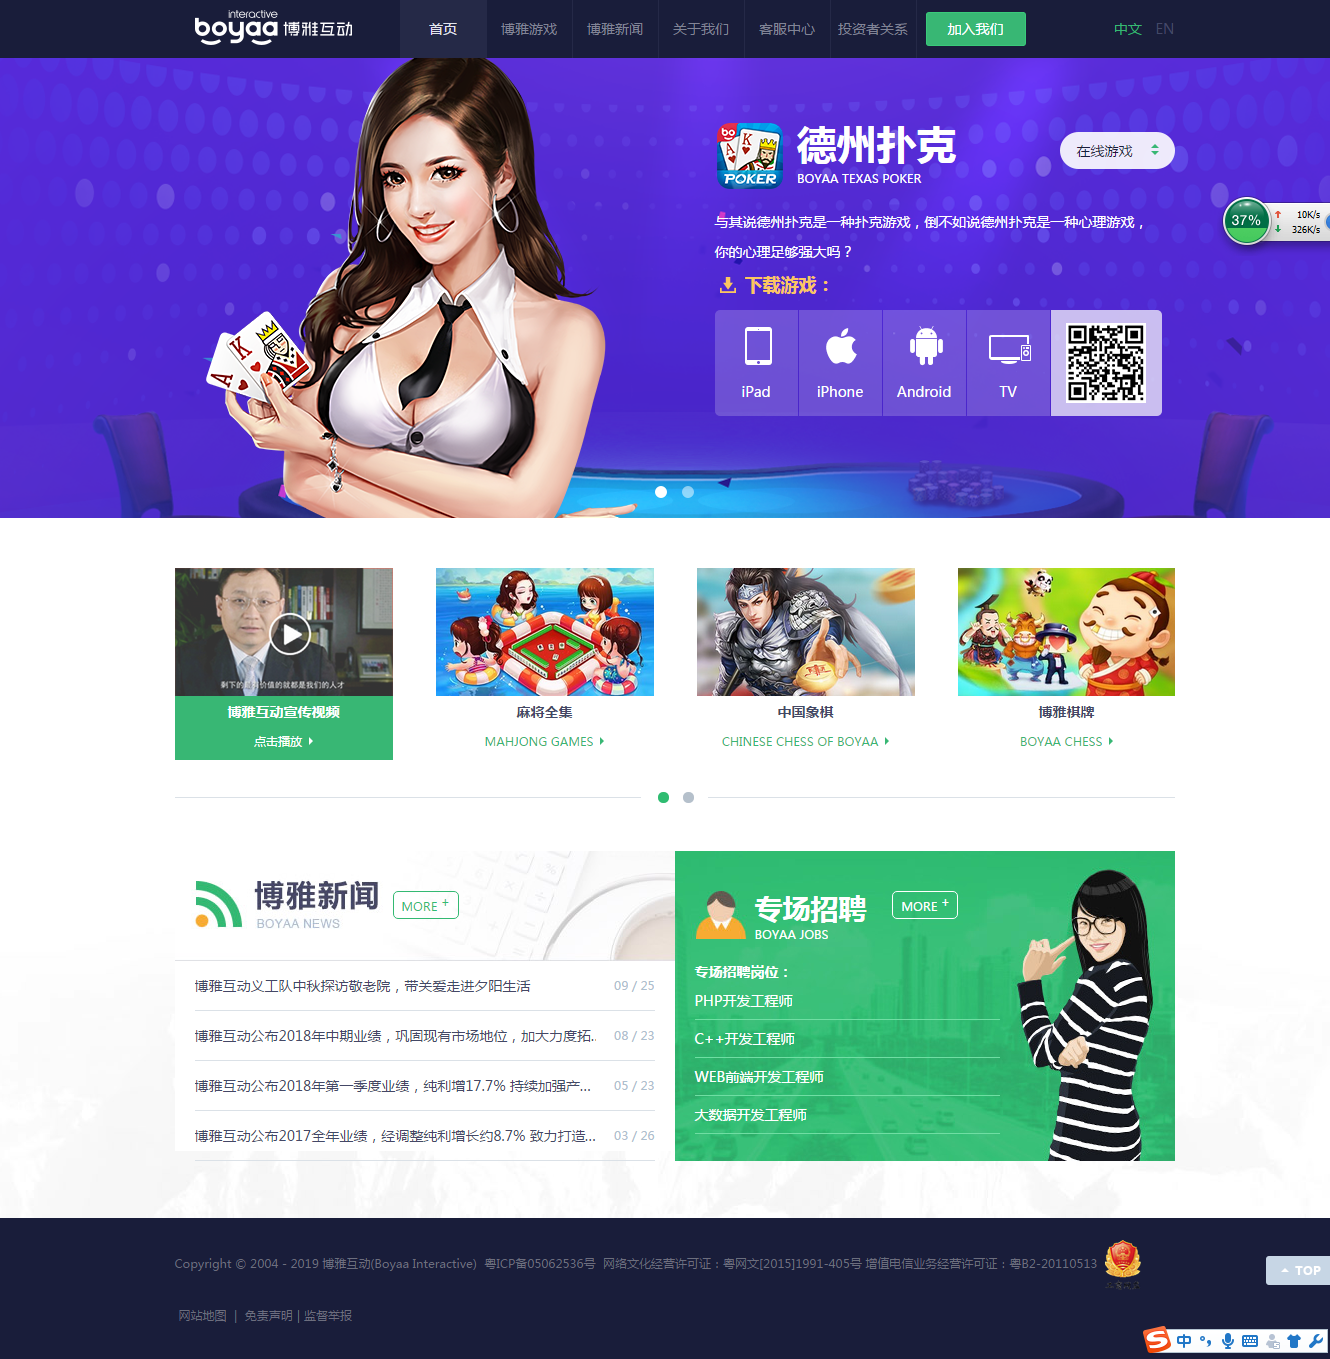 interactive
boyaa 博雅互动
首页 博雅游戏 博雅新闻 关于我们 客服中心 投资者关系 加入我们 中文 EN
bo A K POKER
德州扑克
BOYAA TEXAS POKER
在线游戏
37% 10K/s
326K/s
与其说德州扑克是一种扑克游戏，倒不如说德州扑克是一种心理游戏，
你的心理足够强大吗？
下载游戏：
iPad iPhone Android TV
A K
剩下的最有价值的就都是我们的人才
博雅互动宣传视频 麻将全集 中国象棋 博雅棋牌
点击播放 MAHJONG GAMES CHINESE CHESS OF BOYAA BOYAA CHESS
博雅新闻 MORE +
BOYAA NEWS
博雅互动义工队中秋探访敬老院，带关爱走进夕阳生活 09 / 25
博雅互动公布2018年中期业绩，巩固现有市场地位，加大力度拓.. 08 / 23
博雅互动公布2018年第一季度业绩，纯利增17.7% 持续加强产... 05 / 23
博雅互动公布2017全年业绩，经调整纯利增长约8.7% 致力打造... 03 / 26
专场招聘 MORE +
BOYAA JOBS
专场招聘岗位：
PHP开发工程师
C++开发工程师
WEB前端开发工程师
大数据开发工程师
Copyright © 2004 - 2019 博雅互动(Boyaa Interactive) 粤ICP备05062536号 网络文化经营许可证：粤网文[2015]1991-405号 增值电信业务经营许可证：粤B2-20110513
TOP
网站地图 | 免责声明 | 监督举报
S 中